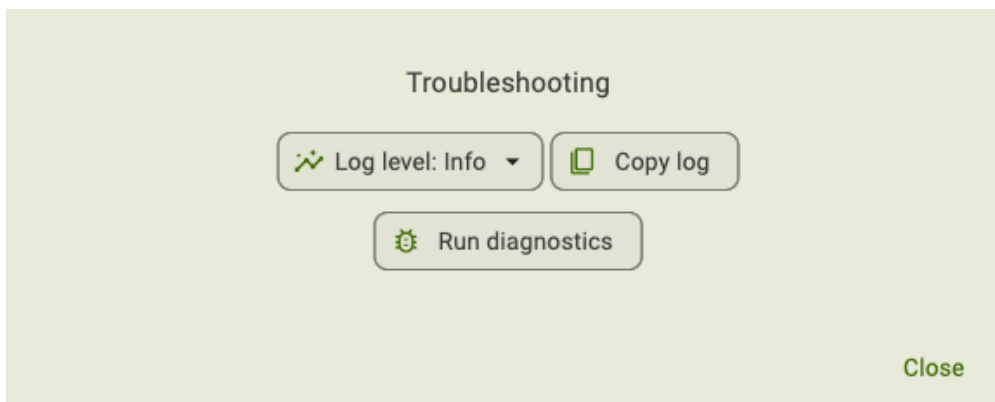 Troubleshooting
Log level: Info
Copy log
Run diagnostics
Close